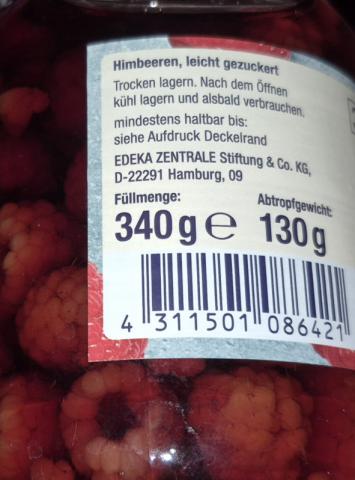 Himbeeren, leicht gezuckert
Trocken lagern. Nach dem Öffnen
kühl lagern und alsbald verbrauchen.
mindestens haltbar bis:
siehe Aufdruck Deckelrand
EDEKA ZENTRALE Stiftung & Co. KG,
D-22291 Hamburg, 09
Füllmenge: Abtropfgewicht:
340 g e 130 g
4 311501 086421